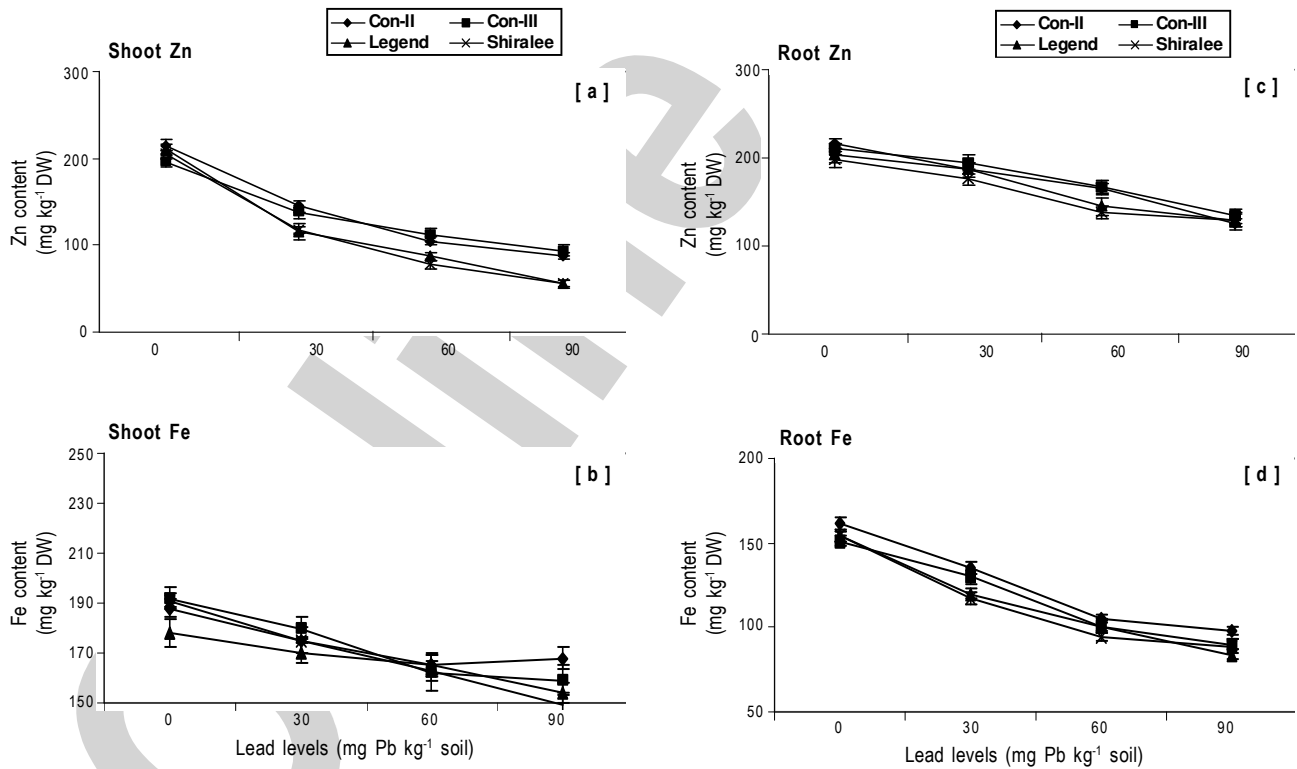 Con-II Con-III
Legend Shiralee
Shoot Zn
[ a ]
300
200
100
0
Zn content
(mg kg⁻¹ DW)
0 30 60 90
Con-II Con-III
Legend Shiralee
Root Zn
[ c ]
300
200
100
0
Zn content
(mg kg⁻¹ DW)
0 30 60 90
Shoot Fe
[ b ]
250
230
210
190
170
150
Fe content
(mg kg⁻¹ DW)
0 30 60 90
Lead levels (mg Pb kg⁻¹ soil)
Root Fe
[ d ]
200
150
100
50
Fe content
(mg kg⁻¹ DW)
0 30 60 90
Lead levels (mg Pb kg⁻¹ soil)